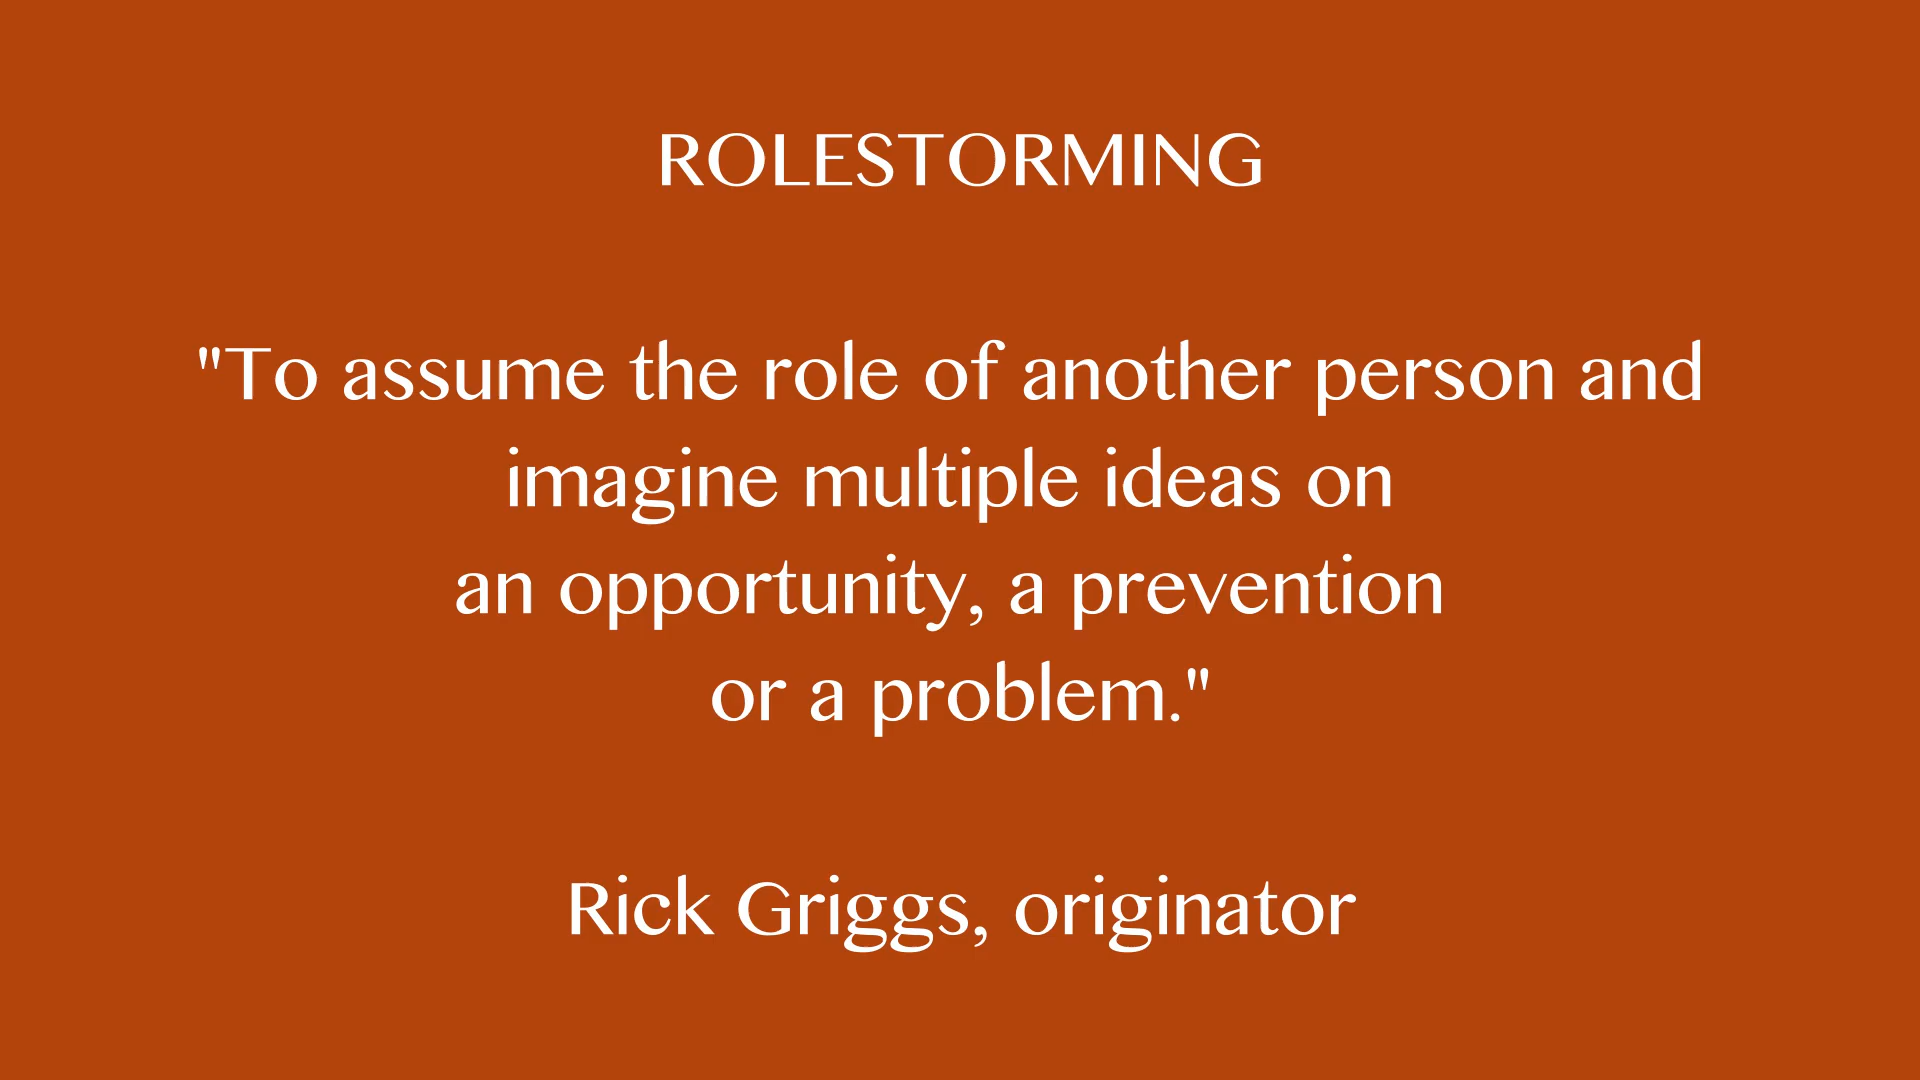 ROLESTORMING
"To assume the role of another person and
imagine multiple ideas on
an opportunity, a prevention
or a problem."
Rick Griggs, originator